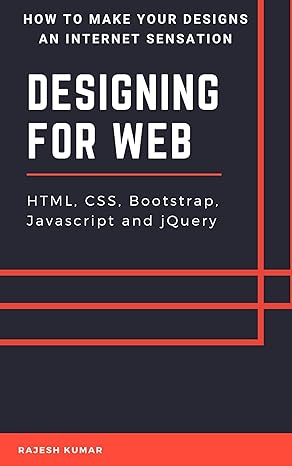 HOW TO MAKE YOUR DESIGNS
AN INTERNET SENSATION
DESIGNING
FOR WEB
HTML, CSS, Bootstrap,
Javascript and jQuery
RAJESH KUMAR